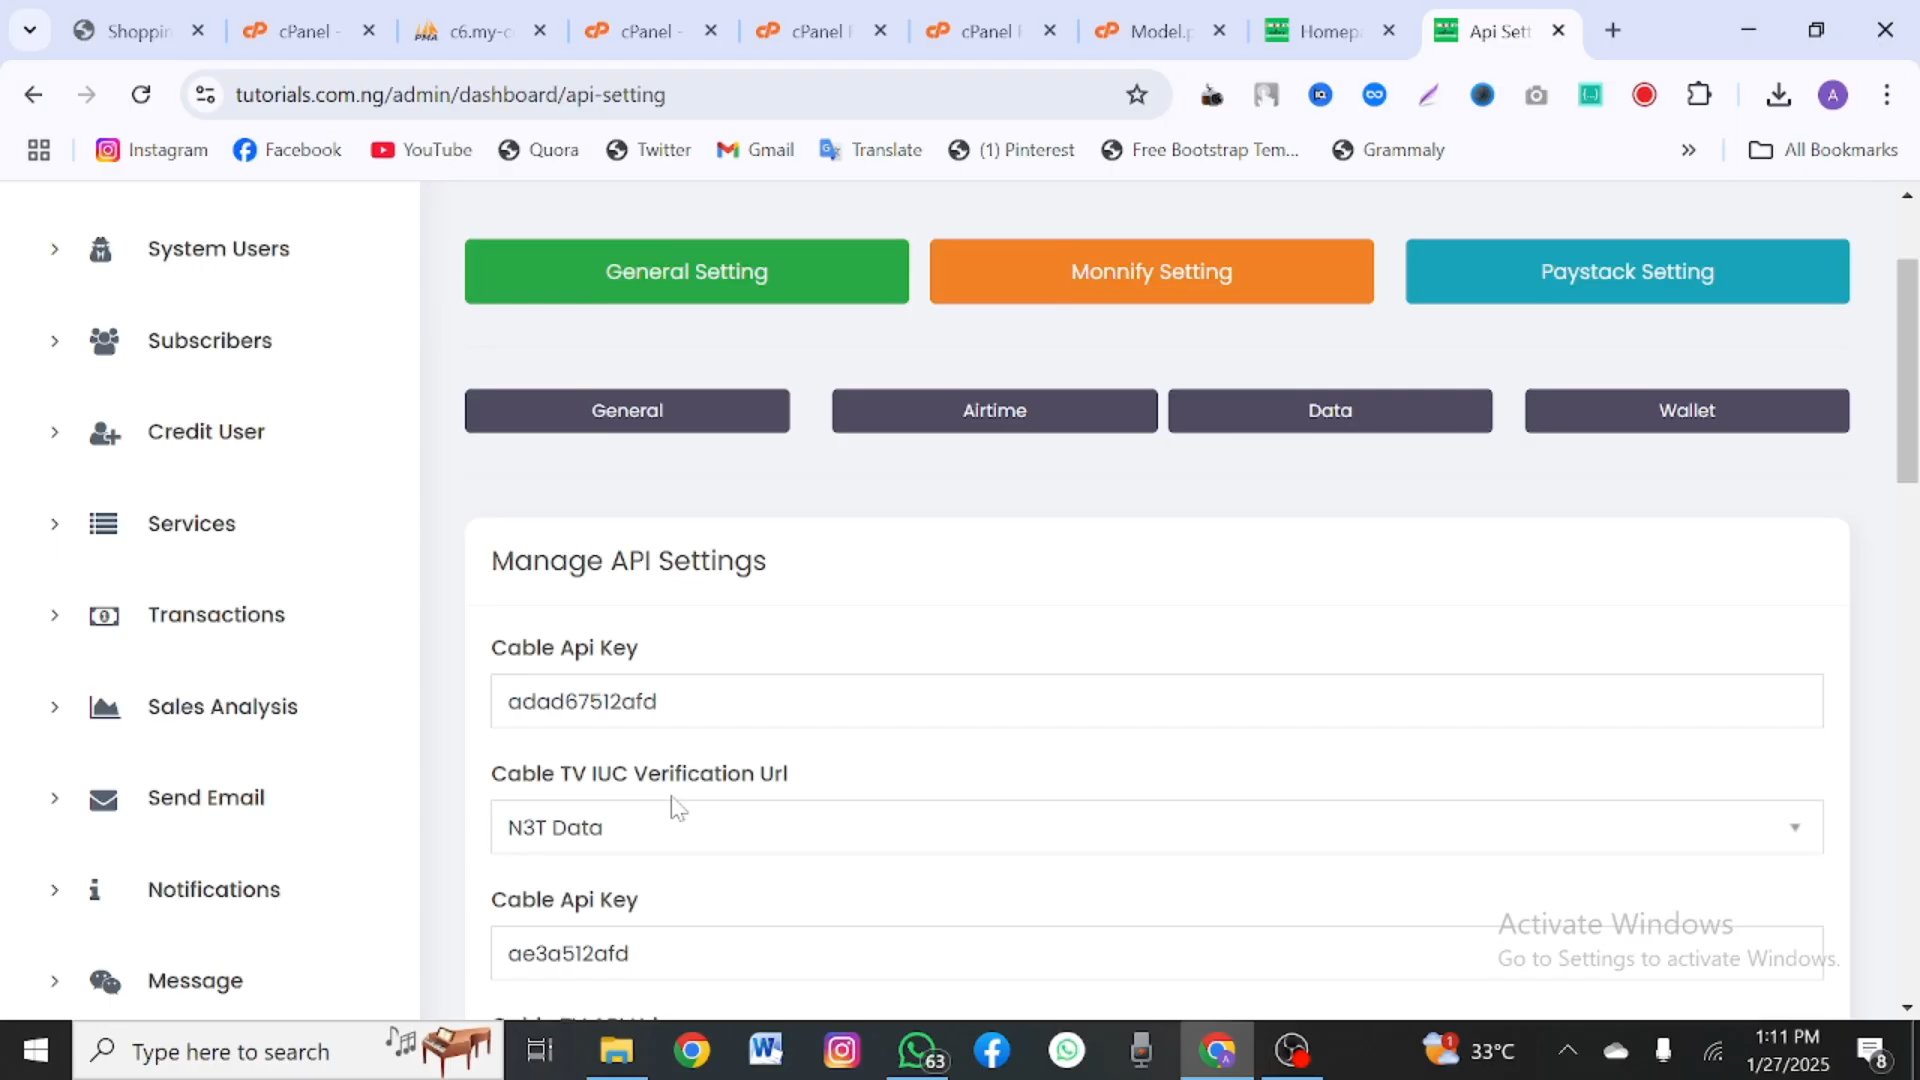 Shoppin
cPanel -
c6.my-c
cPanel -
cPanel
cPanel
Model.p
Homep
Api Sett
tutorials.com.ng/admin/dashboard/api-setting
A
Instagram
Facebook
YouTube
Quora
Twitter
Gmail
Translate
(1) Pinterest
Free Bootstrap Tem...
Grammaly
All Bookmarks
System Users
Subscribers
Credit User
Services
Transactions
Sales Analysis
Send Email
Notifications
Message
General Setting
Monnify Setting
Paystack Setting
General
Airtime
Data
Wallet
Manage API Settings
Cable Api Key
adad67512afd
Cable TV IUC Verification Url
N3T Data
Cable Api Key
ae3a512afd
Activate Windows
Go to Settings to activate Windows.
Type here to search
63
1
33°C
1:11 PM
1/27/2025
8